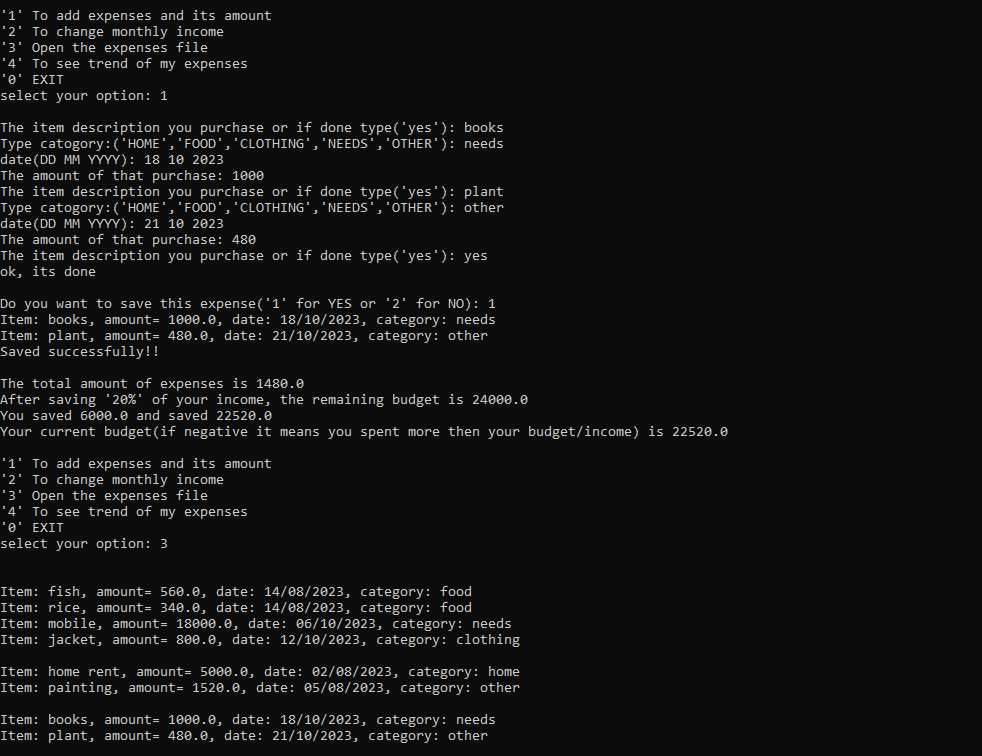 '1' To add expenses and its amount
'2' To change monthly income
'3' Open the expenses file
'4' To see trend of my expenses
'0' EXIT
select your option: 1
The item description you purchase or if done type('yes'): books
Type catogory:('HOME','FOOD','CLOTHING','NEEDS','OTHER'): needs
date(DD MM YYYY): 18 10 2023
The amount of that purchase: 1000
The item description you purchase or if done type('yes'): plant
Type catogory:('HOME','FOOD','CLOTHING','NEEDS','OTHER'): other
date(DD MM YYYY): 21 10 2023
The amount of that purchase: 480
The item description you purchase or if done type('yes'): yes
ok, its done
Do you want to save this expense('1' for YES or '2' for NO): 1
Item: books, amount= 1000.0, date: 18/10/2023, category: needs
Item: plant, amount= 480.0, date: 21/10/2023, category: other
Saved successfully!!
The total amount of expenses is 1480.0
After saving '20%' of your income, the remaining budget is 24000.0
You saved 6000.0 and saved 22520.0
Your current budget(if negative it means you spent more then your budget/income) is 22520.0
'1' To add expenses and its amount
'2' To change monthly income
'3' Open the expenses file
'4' To see trend of my expenses
'0' EXIT
select your option: 3
Item: fish, amount= 560.0, date: 14/08/2023, category: food
Item: rice, amount= 340.0, date: 14/08/2023, category: food
Item: mobile, amount= 18000.0, date: 06/10/2023, category: needs
Item: jacket, amount= 800.0, date: 12/10/2023, category: clothing
Item: home rent, amount= 5000.0, date: 02/08/2023, category: home
Item: painting, amount= 1520.0, date: 05/08/2023, category: other
Item: books, amount= 1000.0, date: 18/10/2023, category: needs
Item: plant, amount= 480.0, date: 21/10/2023, category: other